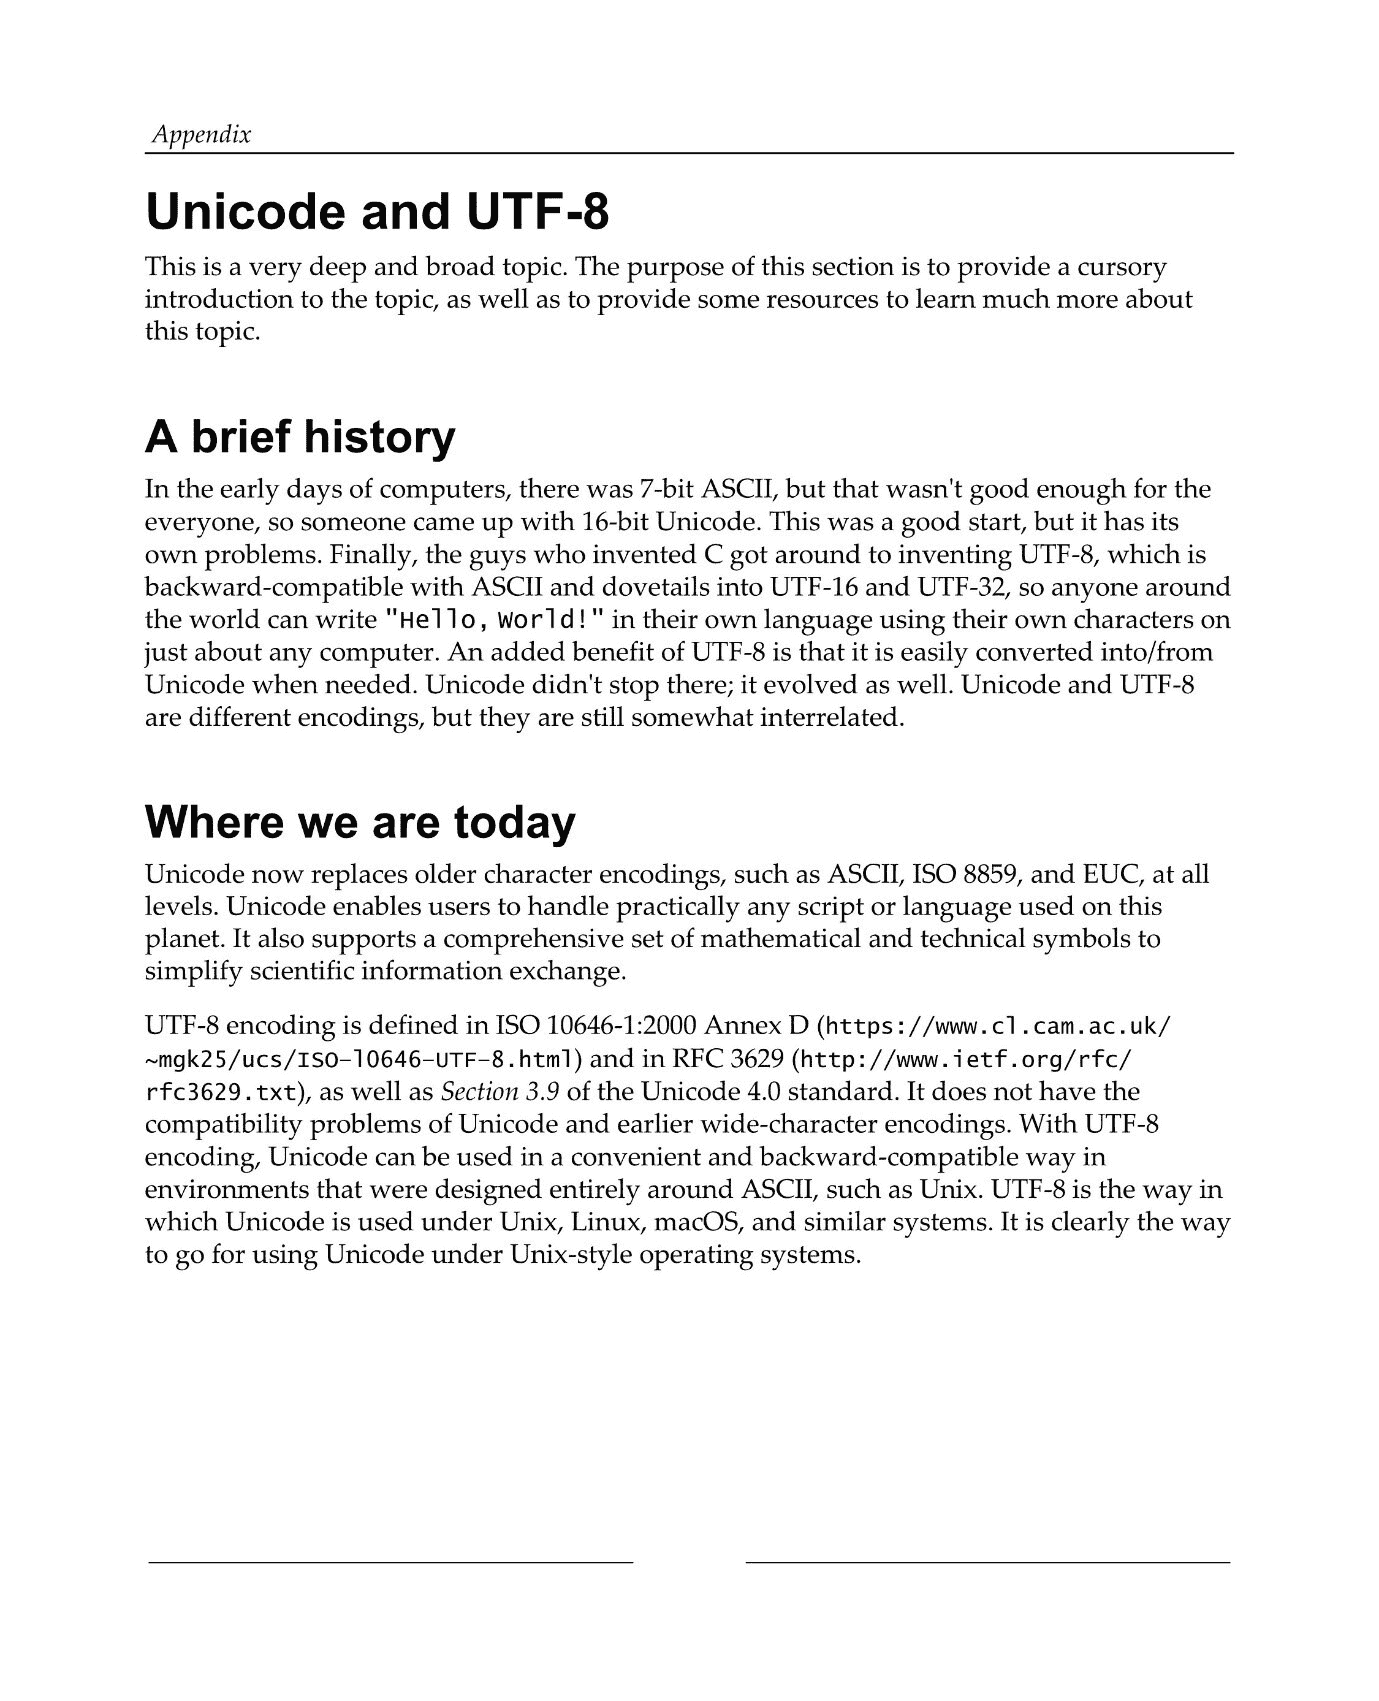 Appendix
Unicode and UTF-8
This is a very deep and broad topic. The purpose of this section is to provide a cursory
introduction to the topic, as well as to provide some resources to learn much more about
this topic.
A brief history
In the early days of computers, there was 7-bit ASCII, but that wasn't good enough for the
everyone, so someone came up with 16-bit Unicode. This was a good start, but it has its
own problems. Finally, the guys who invented C got around to inventing UTF-8, which is
backward-compatible with ASCII and dovetails into UTF-16 and UTF-32, so anyone around
the world can write "Hello, World!" in their own language using their own characters on
just about any computer. An added benefit of UTF-8 is that it is easily converted into/from
Unicode when needed. Unicode didn't stop there; it evolved as well. Unicode and UTF-8
are different encodings, but they are still somewhat interrelated.
Where we are today
Unicode now replaces older character encodings, such as ASCII, ISO 8859, and EUC, at all
levels. Unicode enables users to handle practically any script or language used on this
planet. It also supports a comprehensive set of mathematical and technical symbols to
simplify scientific information exchange.
UTF-8 encoding is defined in ISO 10646-1:2000 Annex D (https://www.cl.cam.ac.uk/
~mgk25/ucs/ISO-10646-UTF-8.html) and in RFC 3629 (http://www.ietf.org/rfc/
rfc3629.txt), as well as Section 3.9 of the Unicode 4.0 standard. It does not have the
compatibility problems of Unicode and earlier wide-character encodings. With UTF-8
encoding, Unicode can be used in a convenient and backward-compatible way in
environments that were designed entirely around ASCII, such as Unix. UTF-8 is the way in
which Unicode is used under Unix, Linux, macOS, and similar systems. It is clearly the way
to go for using Unicode under Unix-style operating systems.